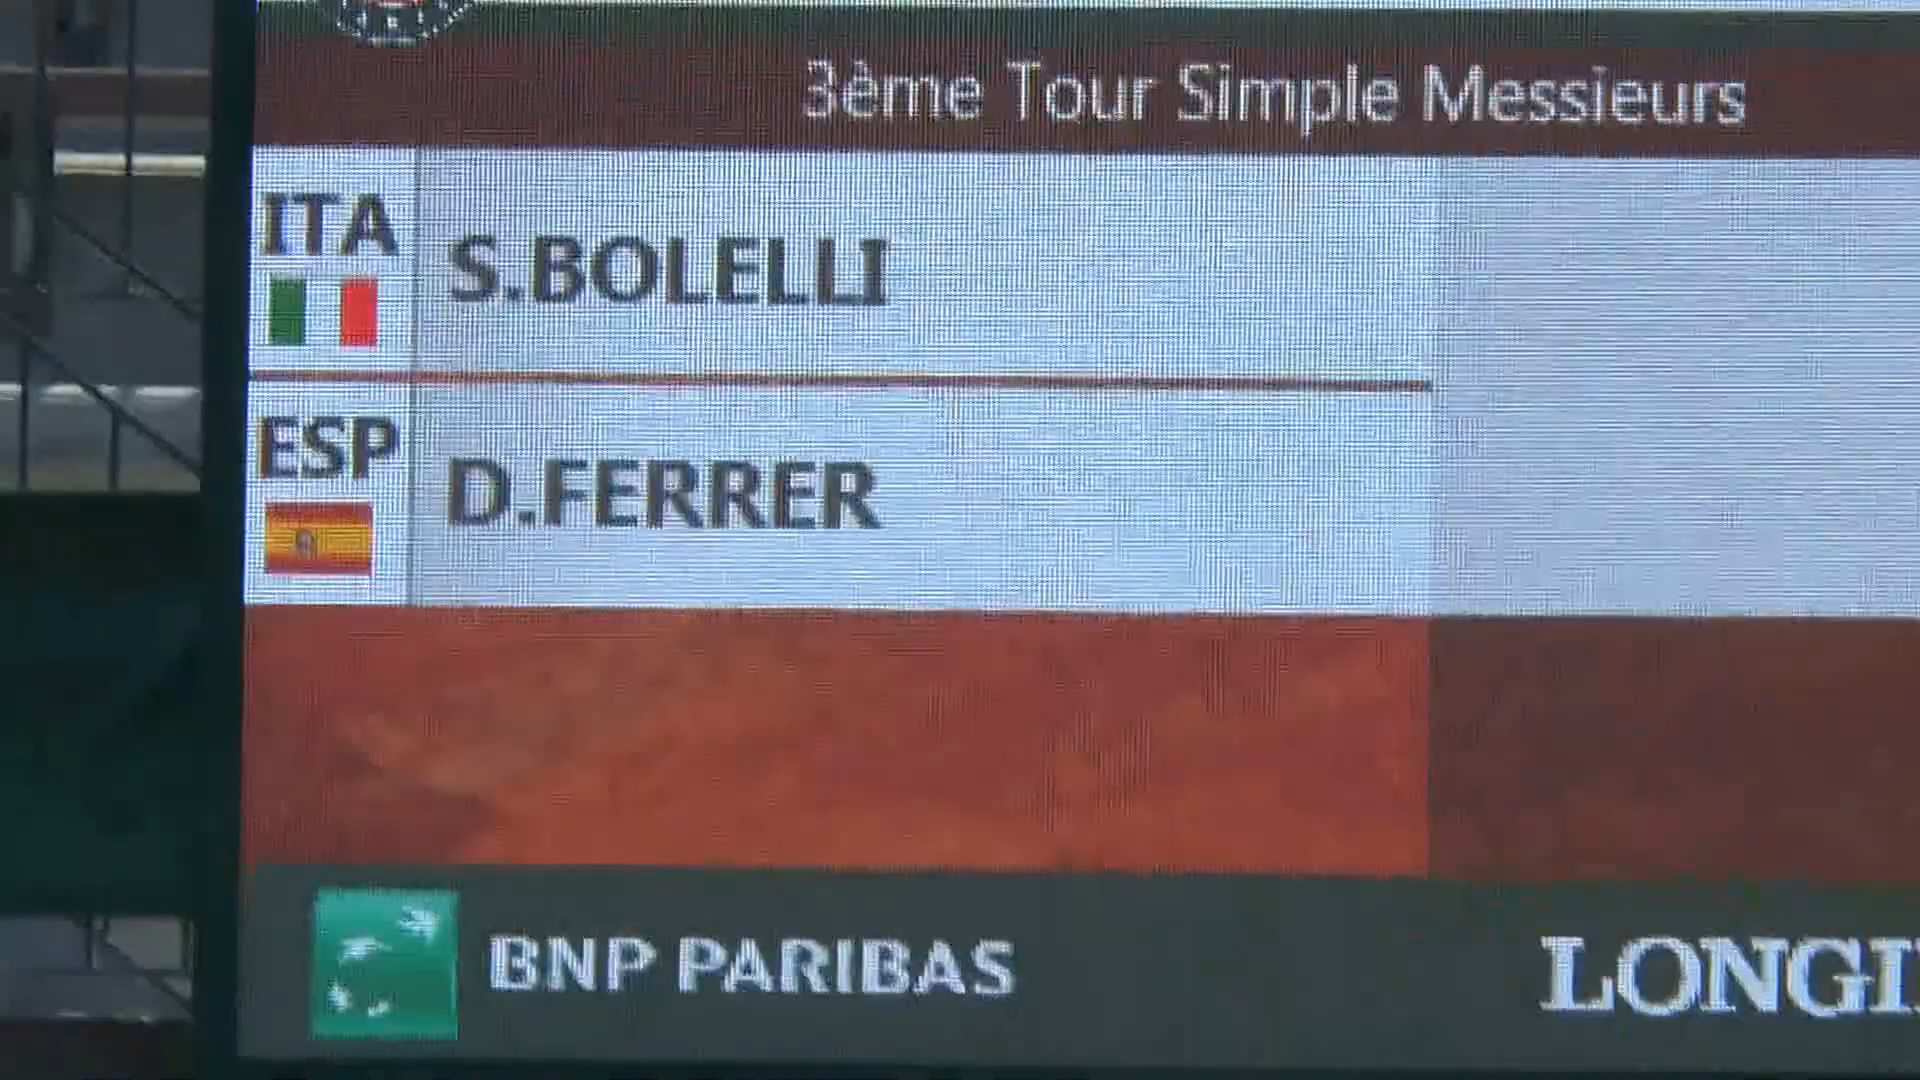 3ème Tour Simple Messieurs
ITA
S.BOLELLI
ESP
D.FERRER
BNP PARIBAS